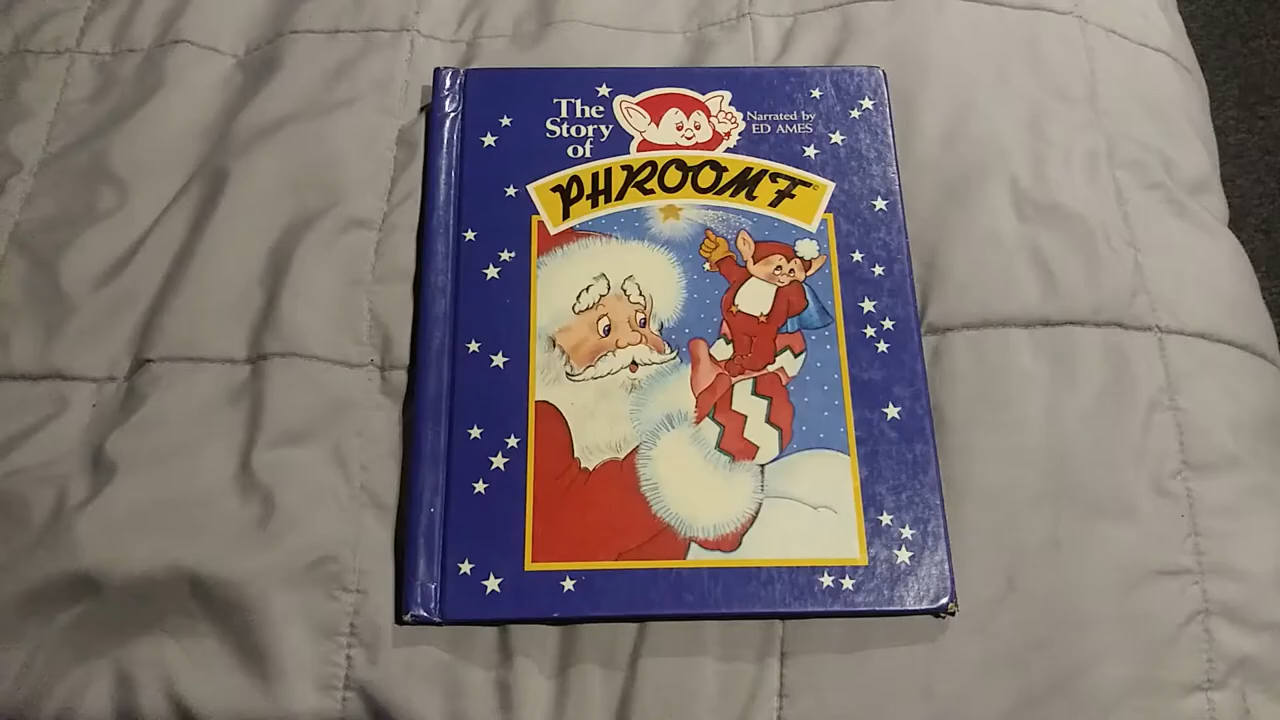 The
Story
of
PHROOMF©
Narrated by
ED AMES